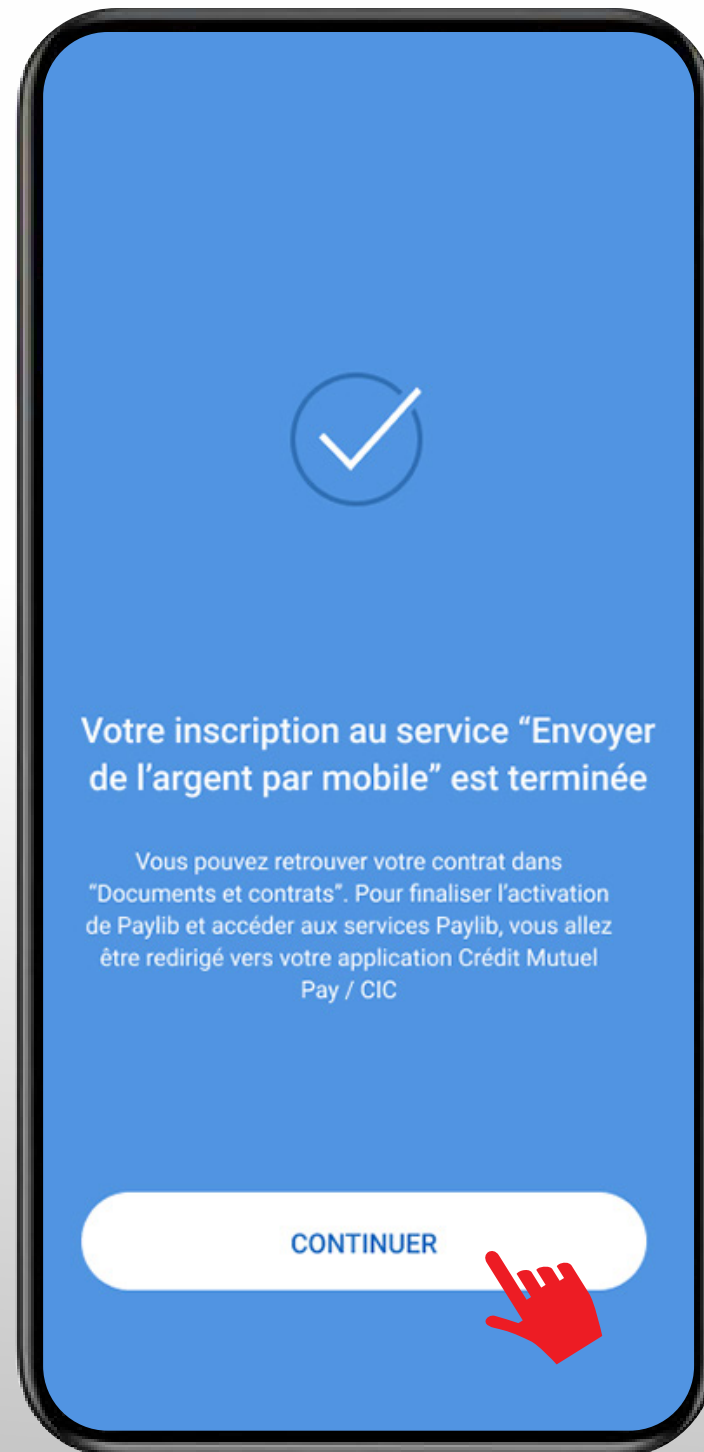 Votre inscription au service “Envoyer
de l’argent par mobile” est terminée
Vous pouvez retrouver votre contrat dans
“Documents et contrats”. Pour finaliser l’activation
de Paylib et accéder aux services Paylib, vous allez
être redirigé vers votre application Crédit Mutuel
Pay / CIC
CONTINUER